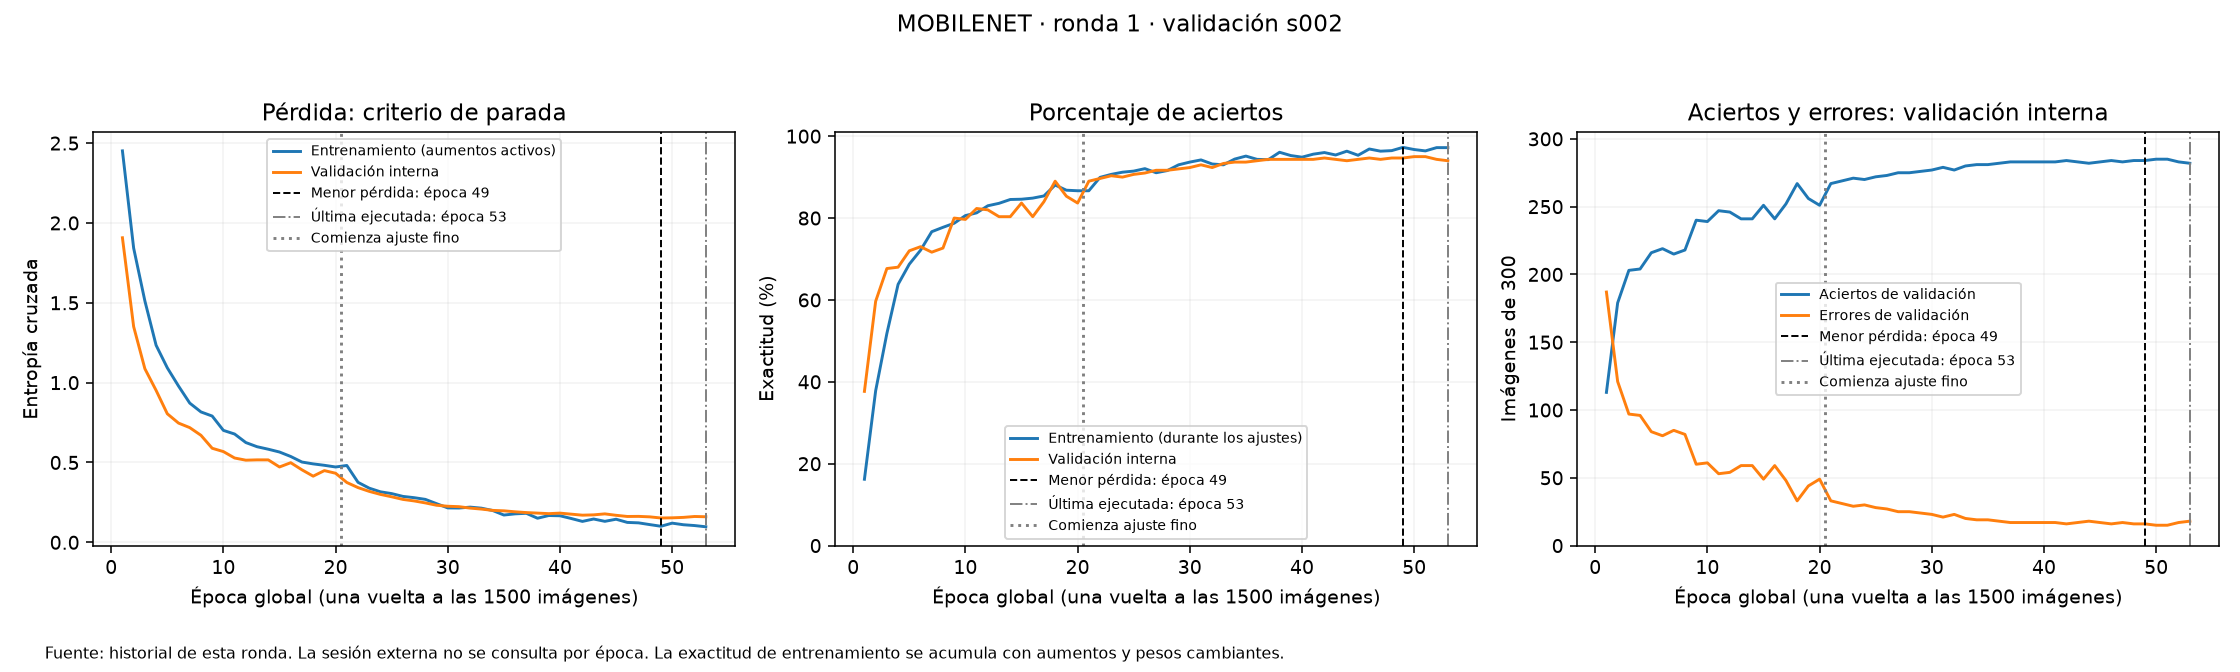 MOBILENET · ronda 1 · validación s002
Pérdida: criterio de parada
2.5
2.0
1.5
1.0
0.5
0.0
Entropía cruzada
Entrenamiento (aumentos activos)
Validación interna
Menor pérdida: época 49
Última ejecutada: época 53
Comienza ajuste fino
0 10 20 30 40 50
Época global (una vuelta a las 1500 imágenes)
Porcentaje de aciertos
100
80
60
40
20
0
Exactitud (%)
Entrenamiento (durante los ajustes)
Validación interna
Menor pérdida: época 49
Última ejecutada: época 53
Comienza ajuste fino
0 10 20 30 40 50
Época global (una vuelta a las 1500 imágenes)
Aciertos y errores: validación interna
300
250
200
150
100
50
0
Imágenes de 300
Aciertos de validación
Errores de validación
Menor pérdida: época 49
Última ejecutada: época 53
Comienza ajuste fino
0 10 20 30 40 50
Época global (una vuelta a las 1500 imágenes)
Fuente: historial de esta ronda. La sesión externa no se consulta por época. La exactitud de entrenamiento se acumula con aumentos y pesos cambiantes.